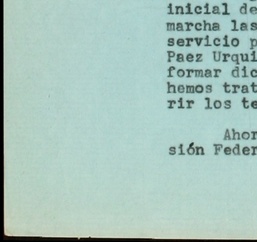 inicial de
marcha las
servicio p
Paez Urqui
formar dic
hemos trat
rir los te
Ahor
sión Feder